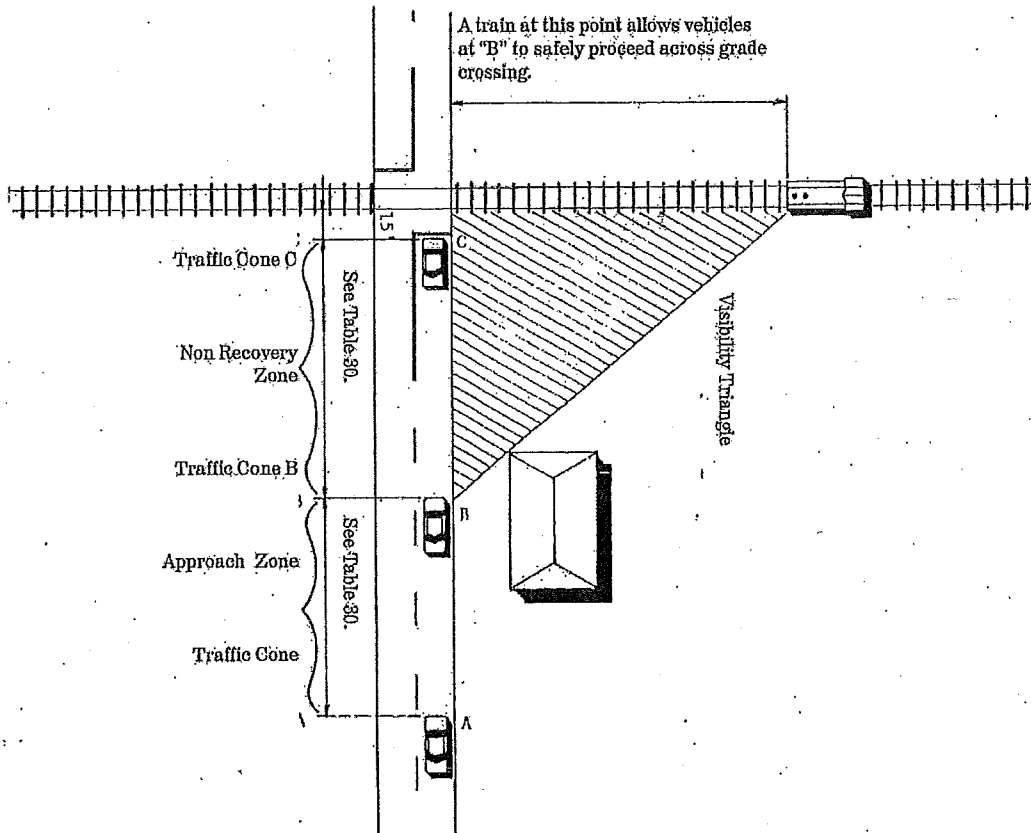 A train at this point allows vehicles
at "B" to safely proceed across grade
crossing.
15'
C
Traffic Cone C
See Table 30.
Non Recovery
Zone
Visibility Triangle
Traffic Cone B
B
See Table 30.
Approach Zone
Traffic Cone
A